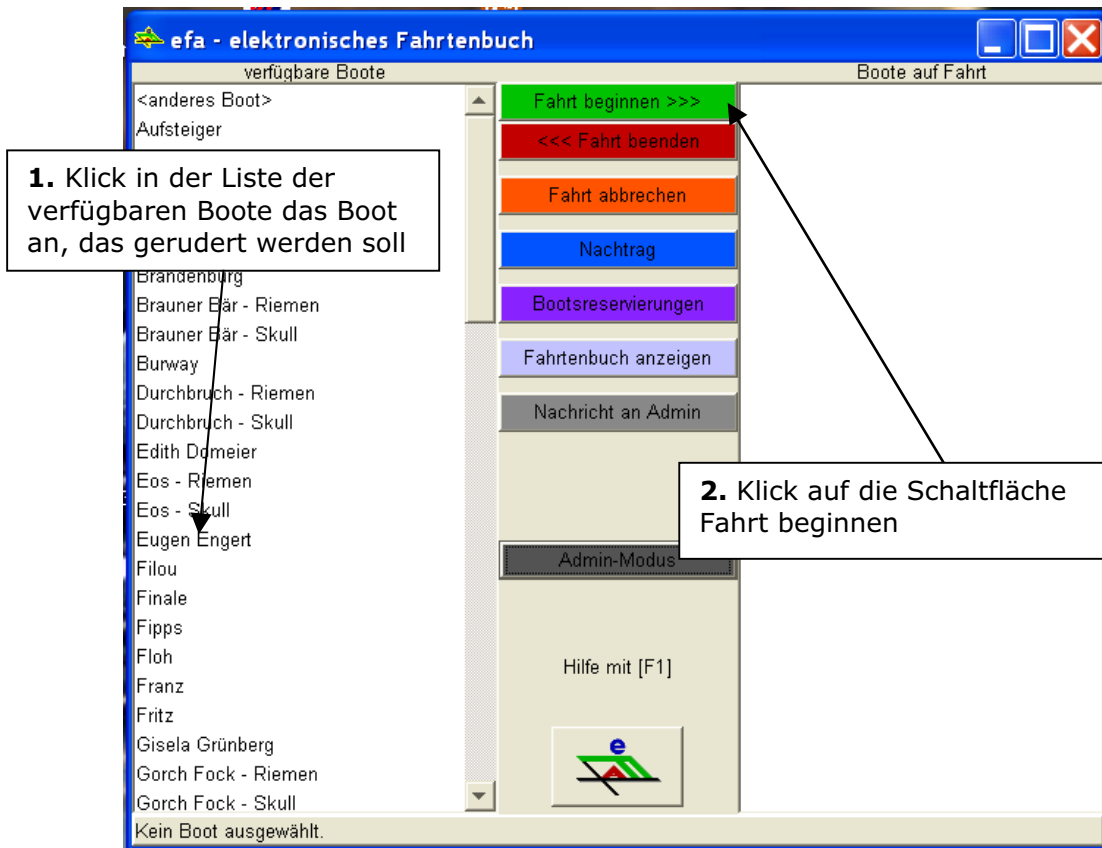 efa - elektronisches Fahrtenbuch
verfügbare Boote
Boote auf Fahrt
<anderes Boot>
Aufsteiger
1. Klick in der Liste der
verfügbaren Boote das Boot
an, das gerudert werden soll
Brandenburg
Brauner Bär - Riemen
Brauner Bär - Skull
Burway
Durchbruch - Riemen
Durchbruch - Skull
Edith Domeier
Eos - Riemen
Eos - Skull
Eugen Engert
Filou
Finale
Fipps
Floh
Franz
Fritz
Gisela Grünberg
Gorch Fock - Riemen
Gorch Fock - Skull
Fahrt beginnen >>>
<<< Fahrt beenden
Fahrt abbrechen
Nachtrag
Bootsreservierungen
Fahrtenbuch anzeigen
Nachricht an Admin
2. Klick auf die Schaltfläche
Fahrt beginnen
Admin-Modus
Hilfe mit [F1]
e
Kein Boot ausgewählt.